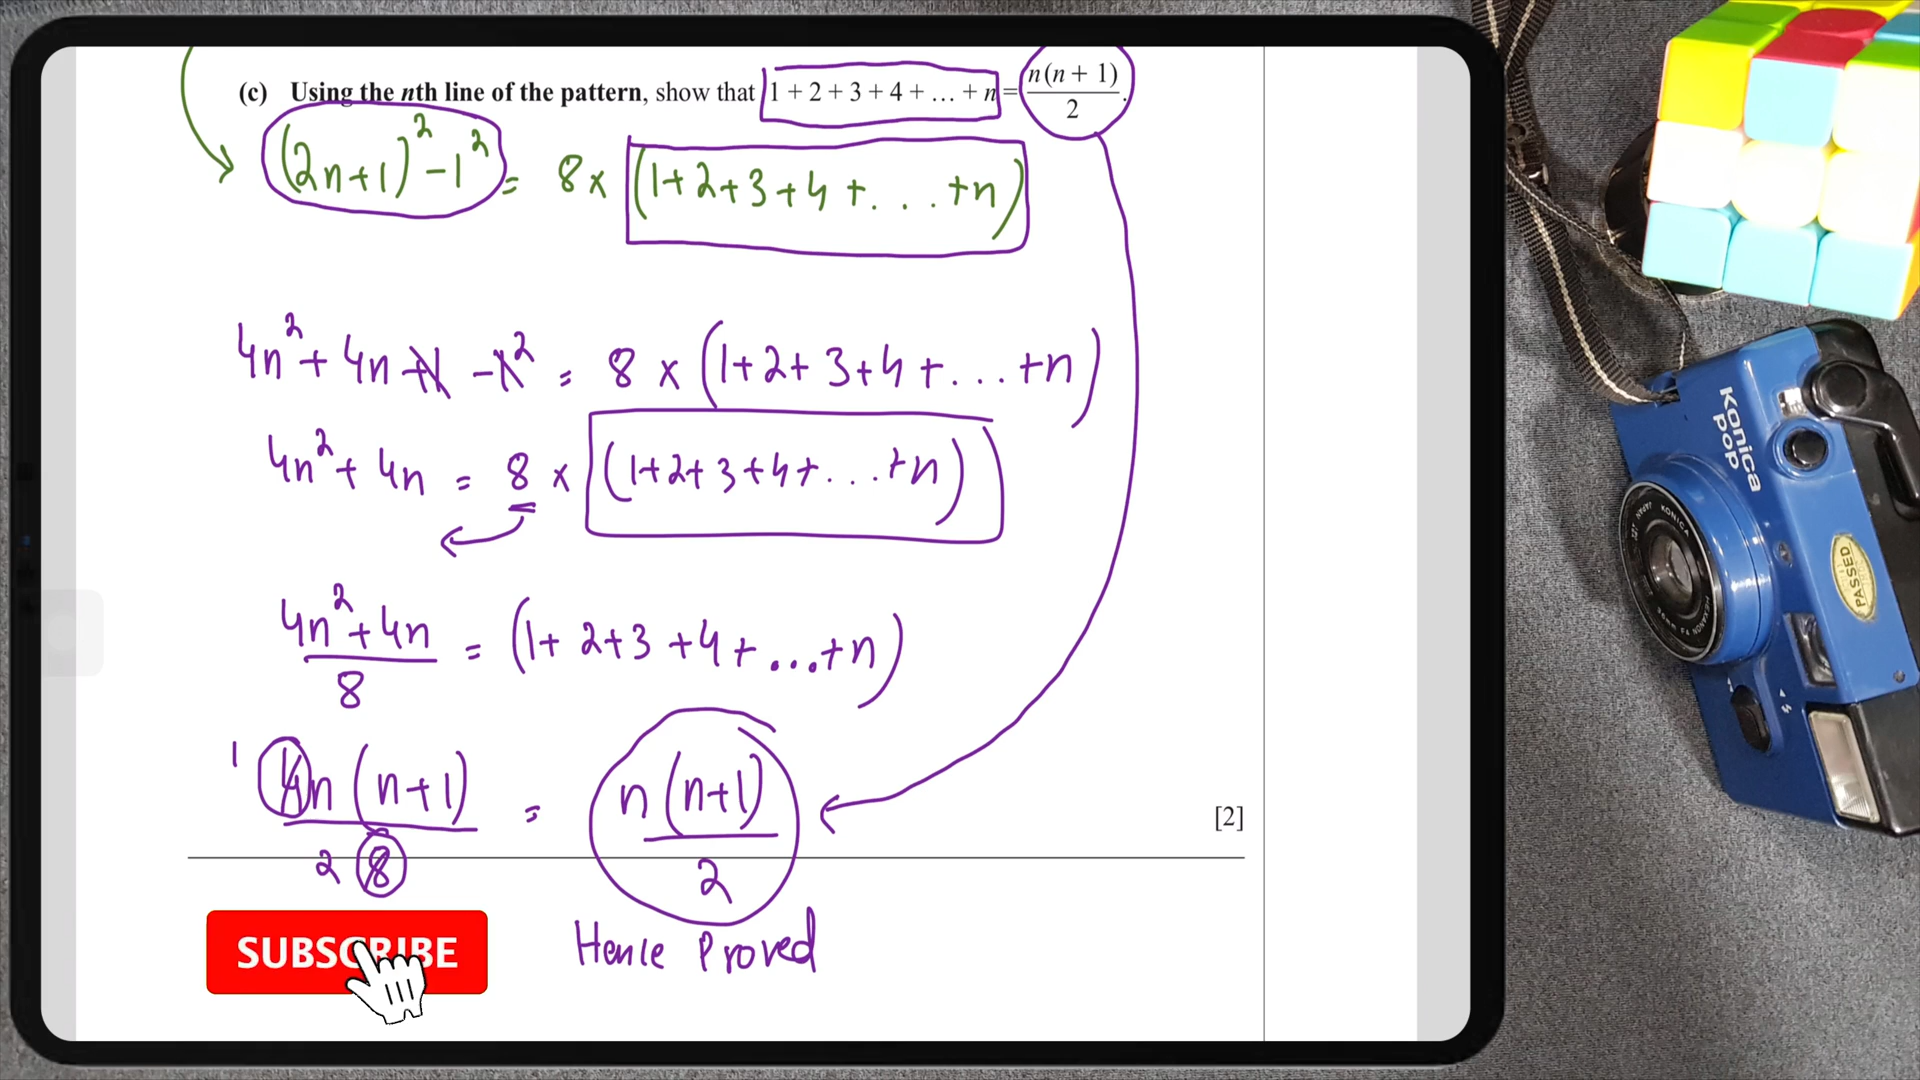 (c) Using the nth line of the pattern, show that 1 + 2 + 3 + 4 + ... + n = n(n + 1)/2.
(2n+1)² - 1² = 8 × (1+2+3+4+...+n)
4n² + 4n + 1 - 1² = 8 × (1+2+3+4+...+n)
4n² + 4n = 8 × (1+2+3+4+...+n)
4n²+4n/8 = (1+2+3+4+...+n)
1 4n(n+1)/2 8 = n(n+1)/2
[2]
Hence Proved
SUBSCRIBE
Konica
pop
PASSED
KONICA